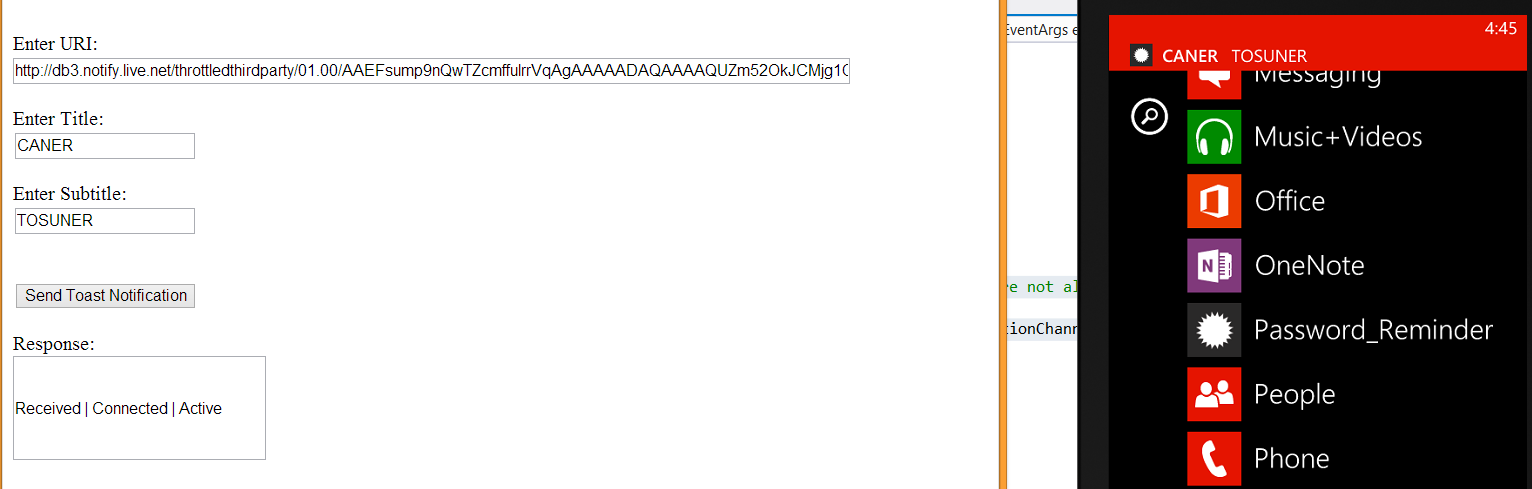 Enter URI:
http://db3.notify.live.net/throttledthirdparty/01.00/AAEFsump9nQwTZcmffulrrVqAgAAAAADAQAAAAQUZm52OkJCMjg1
Enter Title:
CANER
Enter Subtitle:
TOSUNER
Send Toast Notification
Response:
Received | Connected | Active
EventArgs e
re not al
tionChann
4:45
CANER TOSUNER
Messaging
Music+Videos
Office
OneNote
Password_Reminder
People
Phone